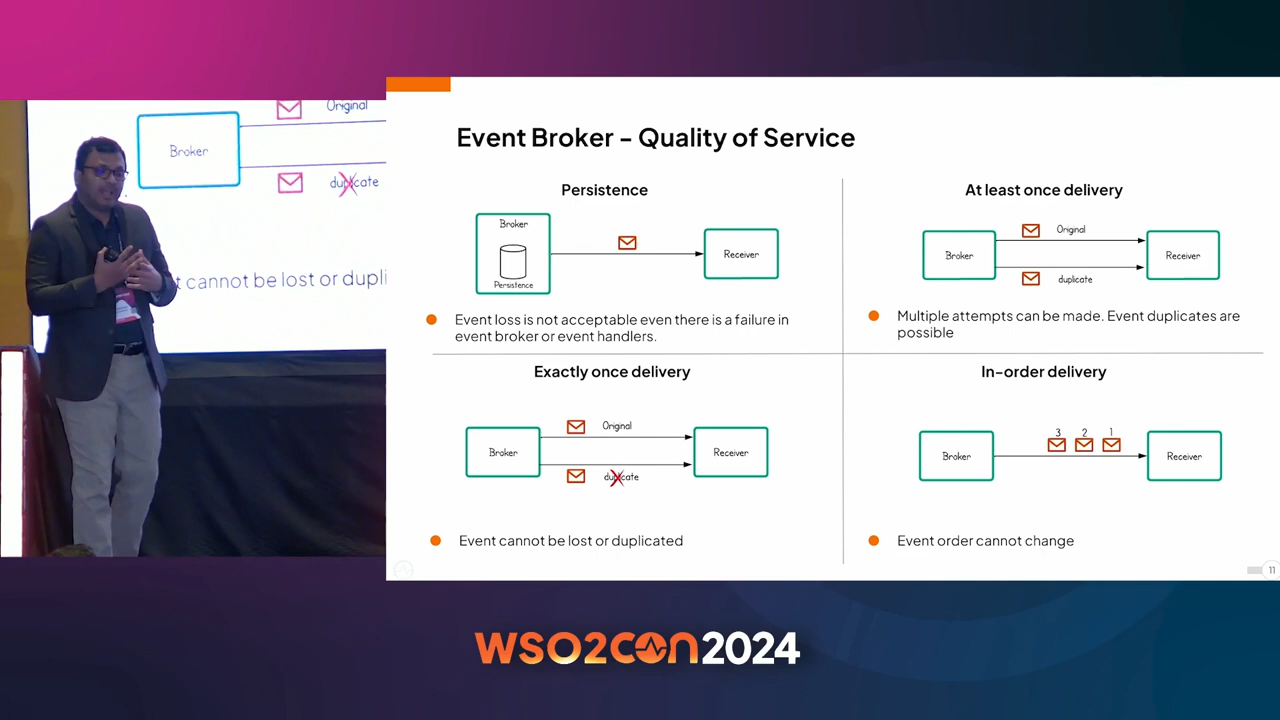 Original
Broker
duplicate
t cannot be lost or dupli
Event Broker – Quality of Service
Persistence
Broker
Persistence
Receiver
Event loss is not acceptable even there is a failure in
event broker or event handlers.
At least once delivery
Broker
Original
duplicate
Receiver
Multiple attempts can be made. Event duplicates are
possible
Exactly once delivery
Broker
Original
duplicate
Receiver
Event cannot be lost or duplicated
In-order delivery
Broker
3 2 1
Receiver
Event order cannot change
11
WSO2CON2024